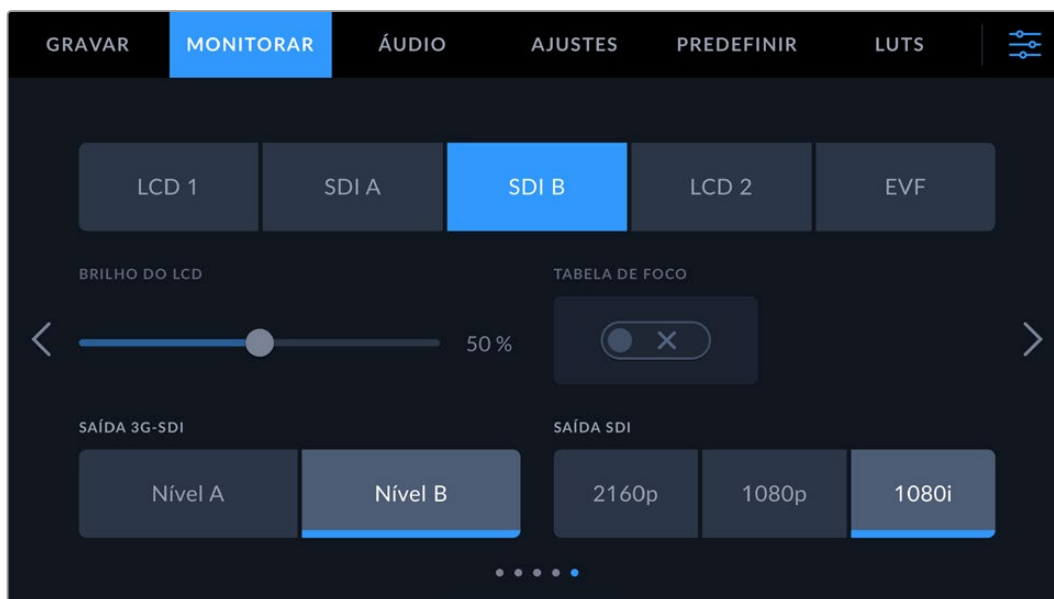 GRAVAR MONITORAR ÁUDIO AJUSTES PREDEFINIR LUTS
LCD 1 SDI A SDI B LCD 2 EVF
BRILHO DO LCD TABELA DE FOCO
50 %
SAÍDA 3G-SDI SAÍDA SDI
Nível A Nível B 2160p 1080p 1080i